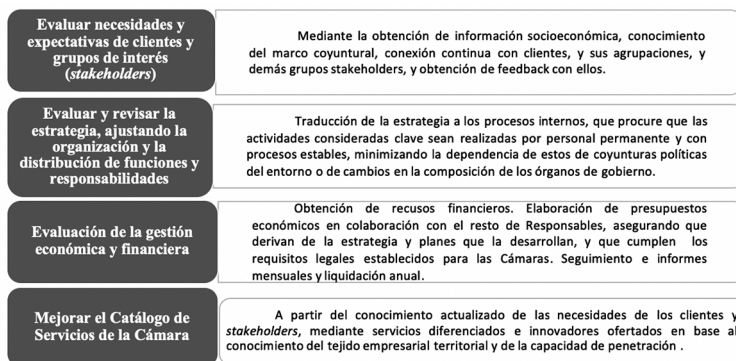 Evaluar necesidades y
expectativas de clientes y
grupos de interés
(stakeholders)
Mediante la obtención de información socioeconómica, conocimiento
del marco coyuntural, conexión continua con clientes, y sus agrupaciones, y
demás grupos stakeholders, y obtención de feedback con ellos.
Evaluar y revisar la
estrategia, ajustando la
organización y la
distribución de funciones y
responsabilidades
Traducción de la estrategia a los procesos internos, que procure que las
actividades consideradas clave sean realizadas por personal permanente y con
procesos estables, minimizando la dependencia de estos de coyunturas políticas
del entorno o de cambios en la composición de los órganos de gobierno.
Evaluación de la gestión
económica y financiera
Obtención de recusos financieros. Elaboración de presupuestos
económicos en colaboración con el resto de Responsables, asegurando que
derivan de la estrategia y planes que la desarrollan, y que cumplen los
requisitos legales establecidos para las Cámaras. Seguimiento e informes
mensuales y liquidación anual.
Mejorar el Catálogo de
Servicios de la Cámara
A partir del conocimiento actualizado de las necesidades de los clientes y
stakeholders, mediante servicios diferenciados e innovadores ofertados en base al
conocimiento del tejido empresarial territorial y de la capacidad de penetración .